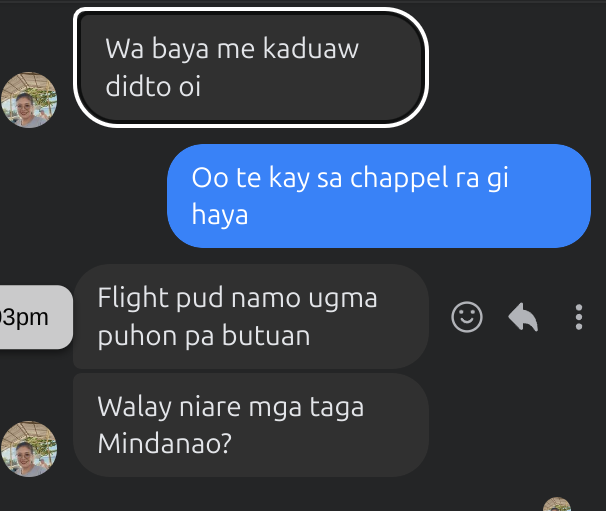 Wa baya me kaduaw
didto oi
Oo te kay sa chappel ra gi
haya
Flight pud namo ugma
puhon pa butuan
3pm
Walay niare mga taga
Mindanao?